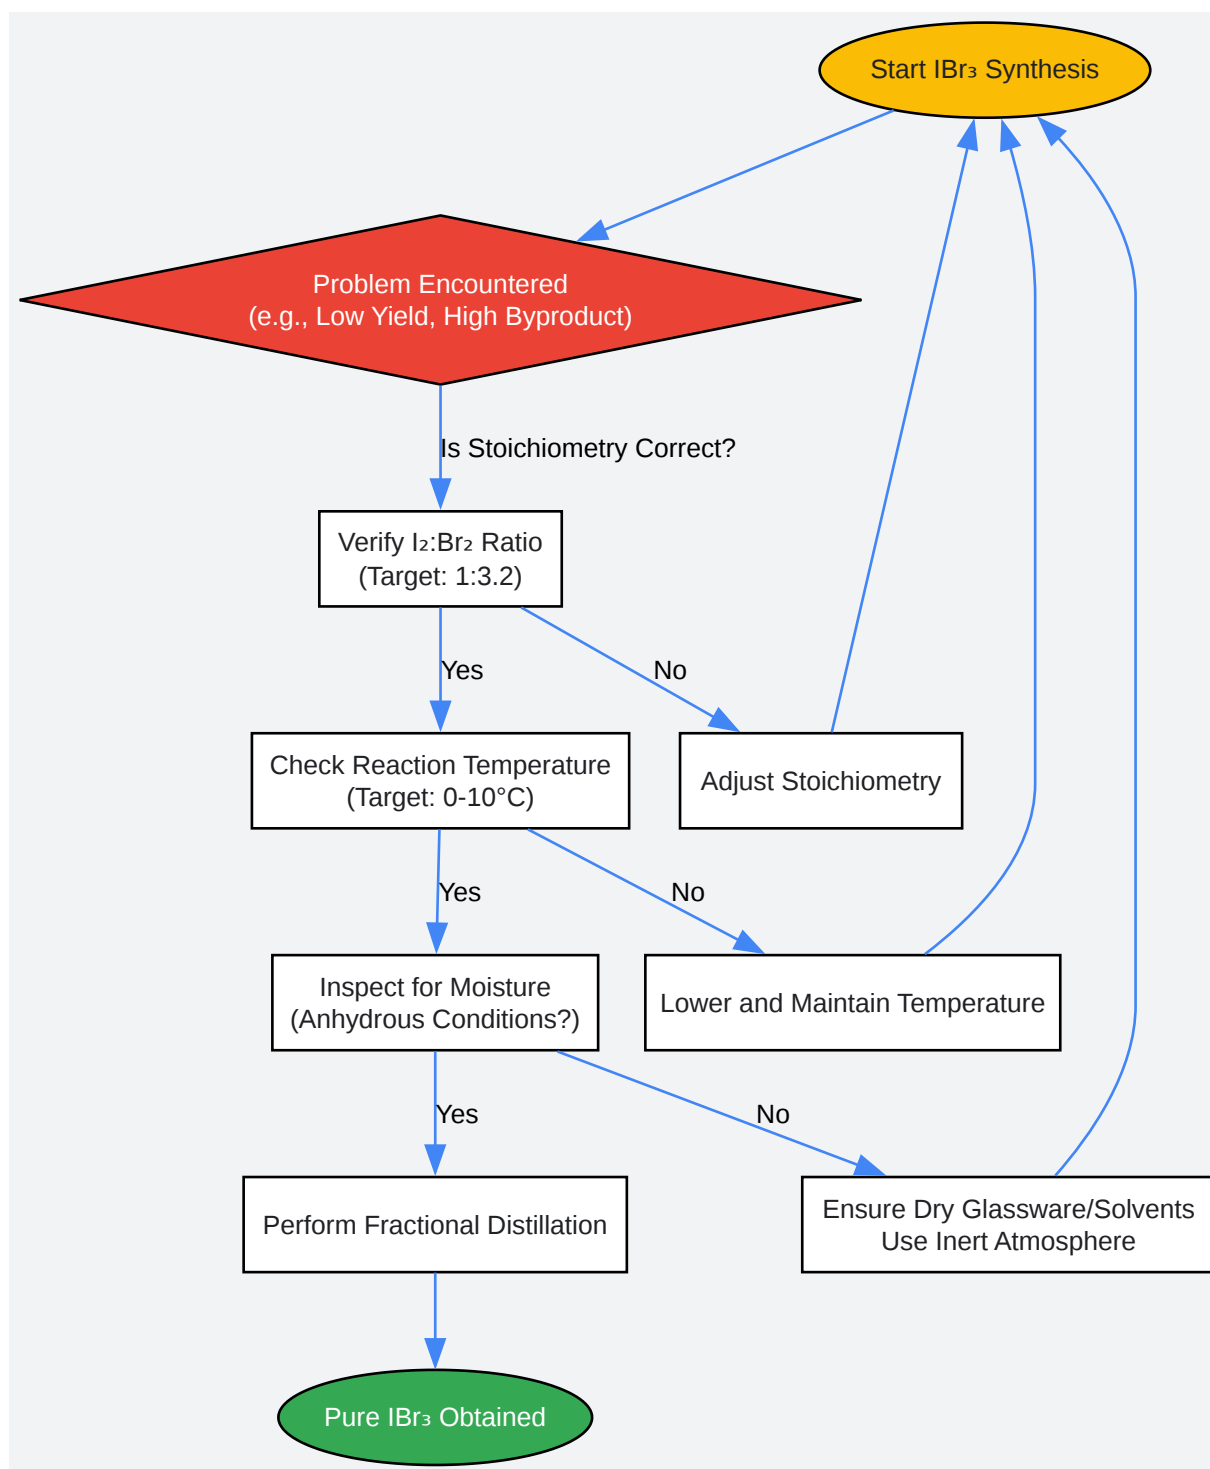 Start IBr₃ Synthesis
Problem Encountered
(e.g., Low Yield, High Byproduct)
Is Stoichiometry Correct?
Verify I₂:Br₂ Ratio
(Target: 1:3.2)
Yes
No
Check Reaction Temperature
(Target: 0-10°C)
Adjust Stoichiometry
Yes
No
Inspect for Moisture
(Anhydrous Conditions?)
Lower and Maintain Temperature
Yes
No
Perform Fractional Distillation
Ensure Dry Glassware/Solvents
Use Inert Atmosphere
Pure IBr₃ Obtained